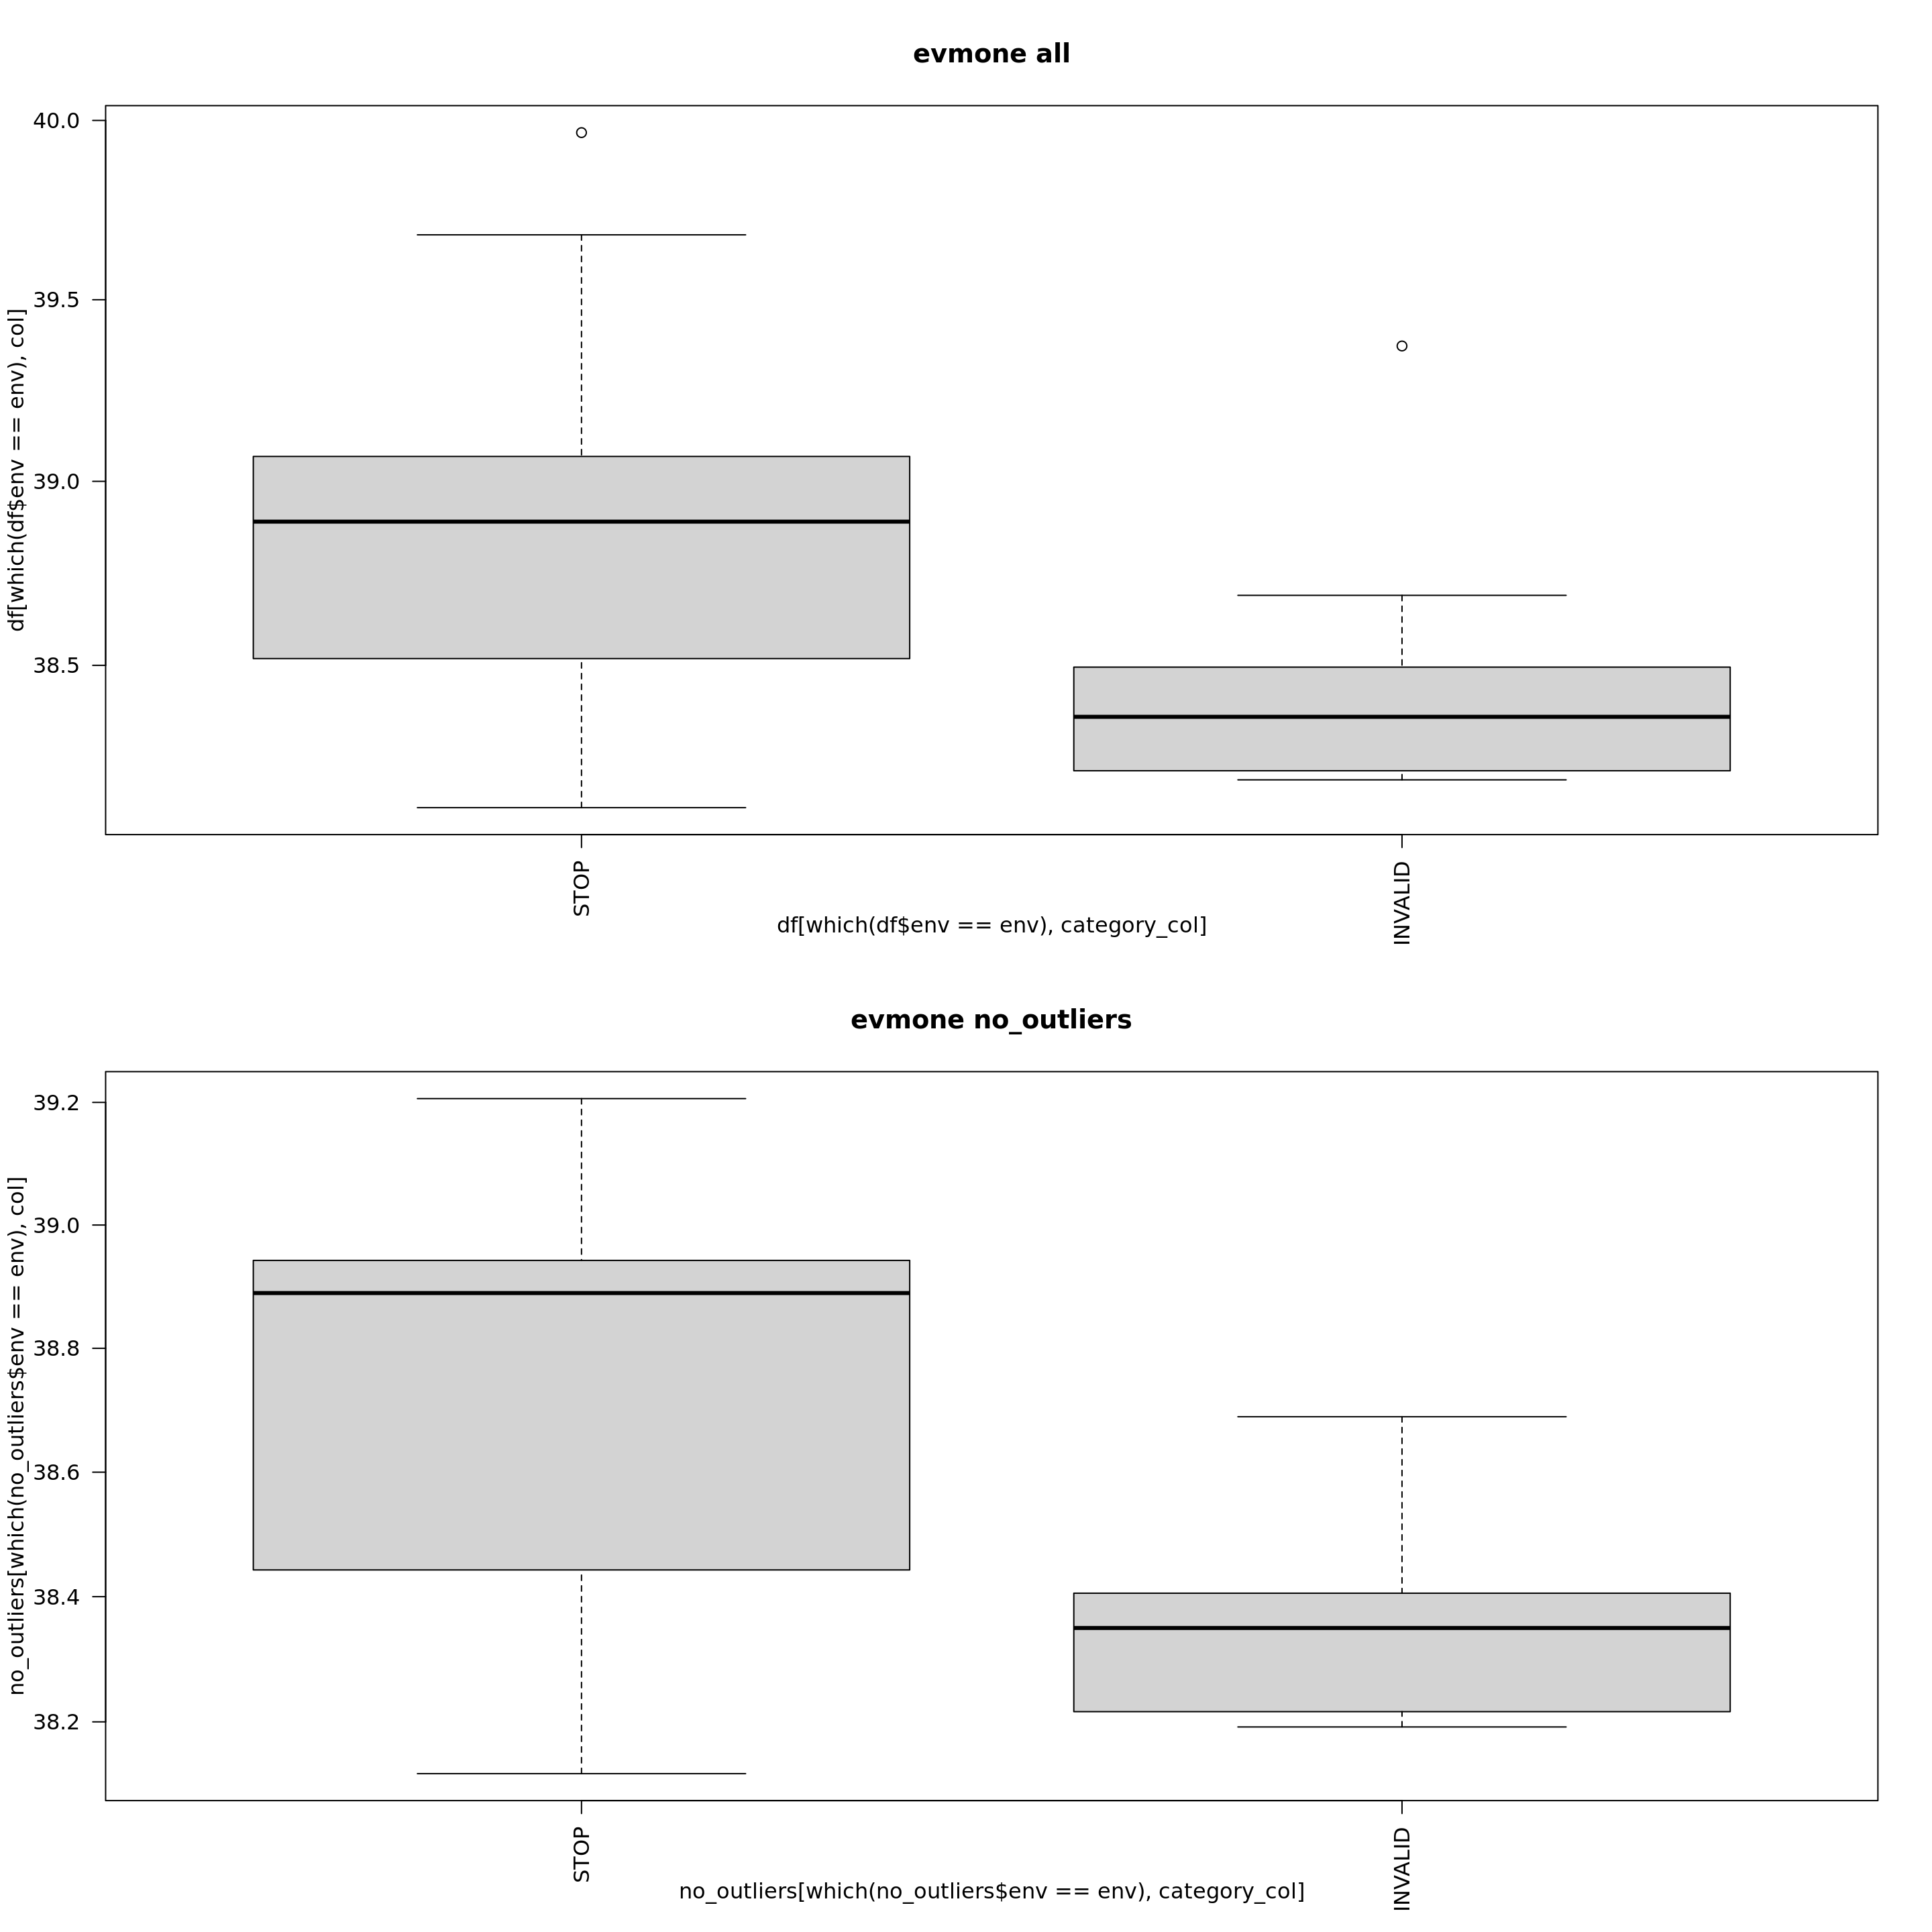 evmone all
df[which(df$env == env), col]
40.0
39.5
39.0
38.5
STOP
INVALID
df[which(df$env == env), category_col]
evmone no_outliers
no_outliers[which(no_outliers$env == env), col]
39.2
39.0
38.8
38.6
38.4
38.2
STOP
INVALID
no_outliers[which(no_outliers$env == env), category_col]